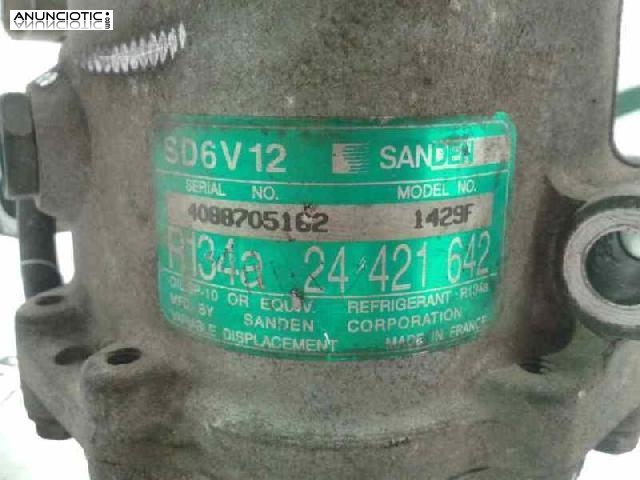 ANUNCIOTIC.COM
SD6V12 SANDEN
SERIAL NO. MODEL NO.
4088705162 1429F
R134a 24 421 642
OIL SP-10 OR EQUIV. REFRIGERANT R134a
MFD. BY SANDEN CORPORATION
VARIABLE DISPLACEMENT MADE IN FRANCE